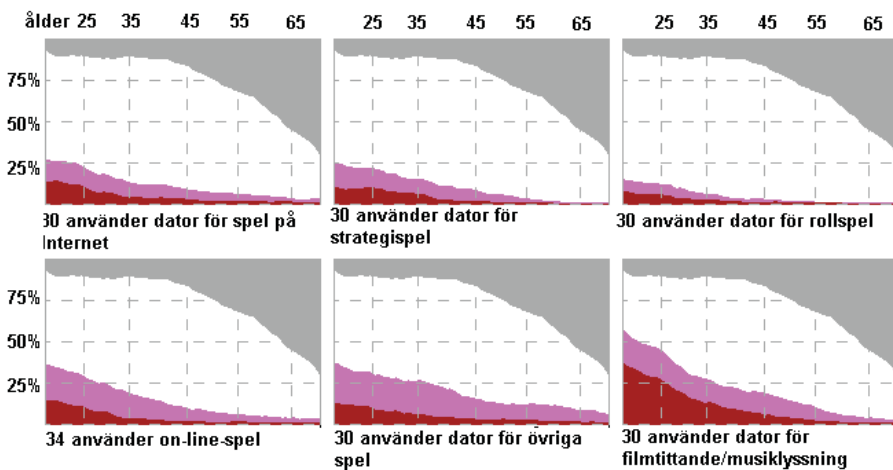 ålder 25 35 45 55 65 25 35 45 55 65 25 35 45 55 65
75%
50%
25%
30 använder dator för spel på
Internet
30 använder dator för
strategispel
30 använder dator för rollspel
75%
50%
25%
34 använder on-line-spel
30 använder dator för övriga
spel
30 använder dator för
filmtittande/musiklyssning